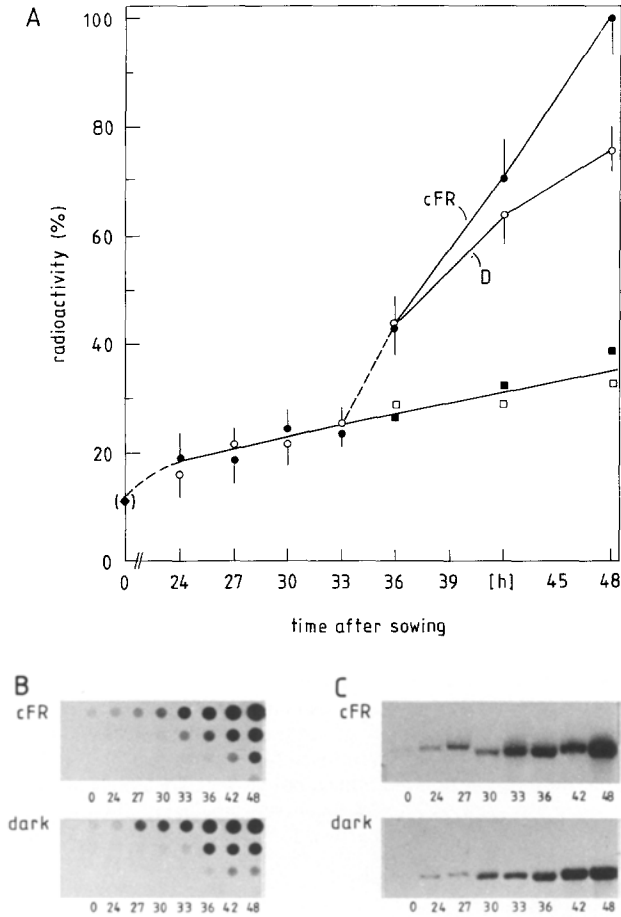 A
100
80
60
40
20
0
radioactivity (%)
cFR
D
0 24 27 30 33 36 39 [h] 45 48
time after sowing
B
cFR
0 24 27 30 33 36 42 48
dark
0 24 27 30 33 36 42 48
C
cFR
0 24 27 30 33 36 42 48
dark
0 24 27 30 33 36 42 48